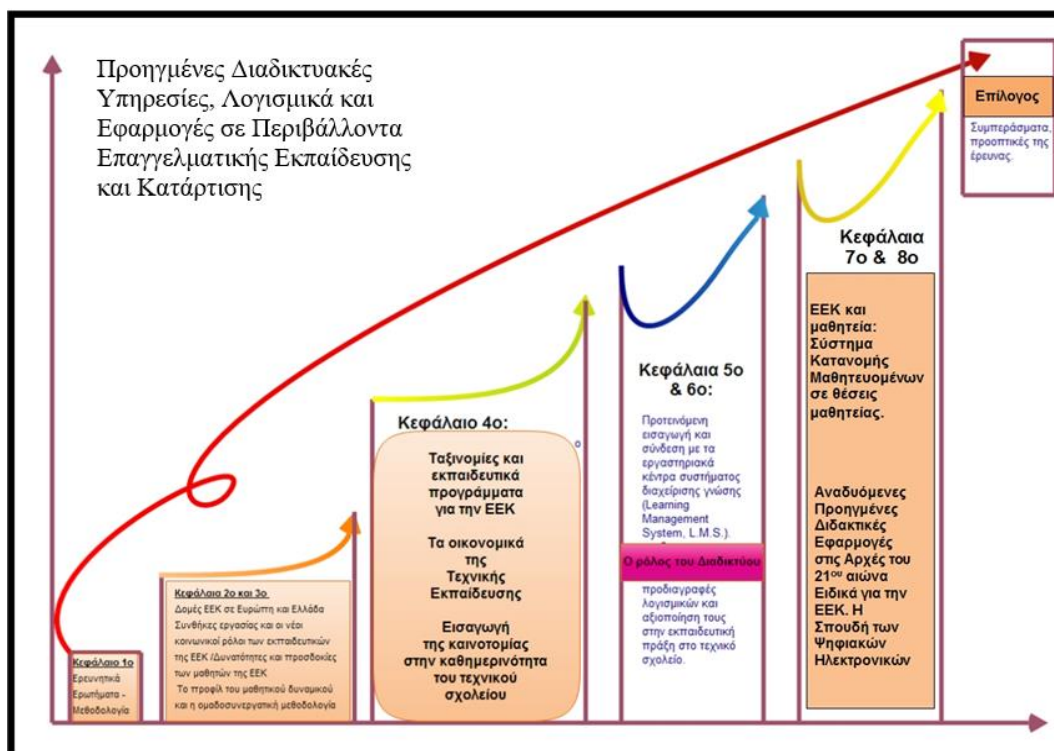 Προηγμένες Διαδικτυακές
Υπηρεσίες, Λογισμικά και
Εφαρμογές σε Περιβάλλοντα
Επαγγελματικής Εκπαίδευσης
και Κατάρτισης
Κεφάλαιο 1ο
Ερευνητικά
Ερωτήματα -
Μεθοδολογία
Κεφάλαια 2ο και 3ο
Δομές ΕΕΚ σε Ευρώπη και Ελλάδα
Συνθήκες εργασίας και οι νέοι
κοινωνικοί ρόλοι των εκπαιδευτικών
της ΕΕΚ /Δυνατότητες και προσδοκίες
των μαθητών της ΕΕΚ
Το προφίλ του μαθητικού δυναμικού
και η ομαδοσυνεργατική μεθοδολογία
Κεφάλαιο 4ο:
Ταξινομίες και
εκπαιδευτικά
προγράμματα
για την ΕΕΚ
Τα οικονομικά
της
Τεχνικής
Εκπαίδευσης
Εισαγωγή
της καινοτομίας
στην καθημερινότητα
του τεχνικού
σχολείου
Κεφάλαια 5ο
& 6ο:
Προτεινόμενη
εισαγωγή και
σύνδεση με τα
εργαστηριακά
κέντρα συστήματος
διαχείρισης γνώσης
(Learning
Management
System, L.M.S.).
Ο ρόλος του Διαδικτύου
προδιαγραφές
λογισμικών και
αξιοποίηση τους
στην εκπαιδευτική
πράξη στο τεχνικό
σχολείο.
Κεφάλαια
7ο & 8ο
ΕΕΚ και
μαθητεία:
Σύστημα
Κατανομής
Μαθητευομένων
σε θέσεις
μαθητείας.
Αναδυόμενες
Προηγμένες
Διδακτικές
Εφαρμογές
στις Αρχές του
21ου αιώνα
Ειδικά για την
ΕΕΚ. Η
Σπουδή των
Ψηφιακών
Ηλεκτρονικών
Επίλογος
Συμπεράσματα,
προοπτικές της
έρευνας.